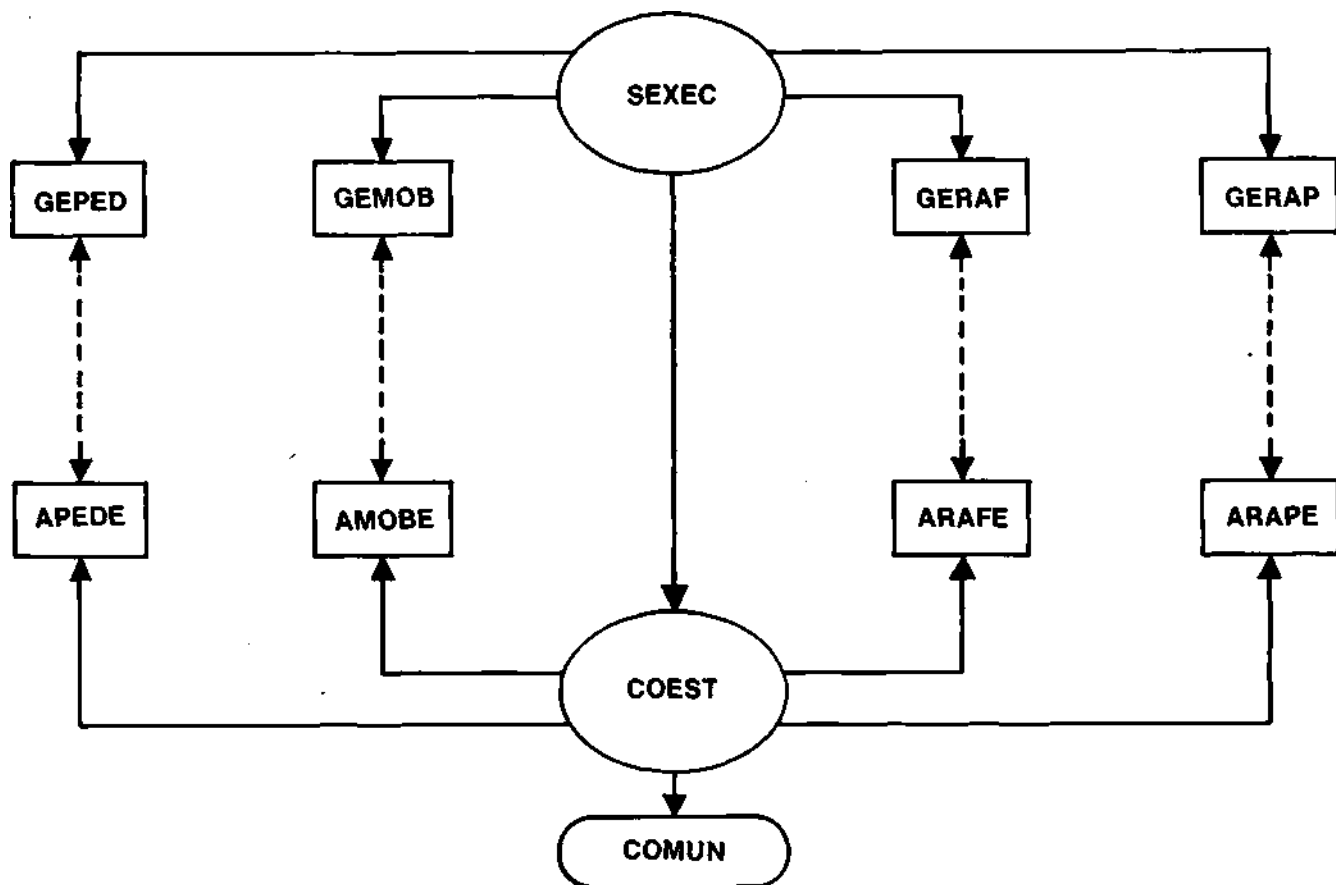 SEXEC
GEPED
GEMOB
GERAF
GERAP
APEDE
AMOBE
ARAFE
ARAPE
COEST
COMUN